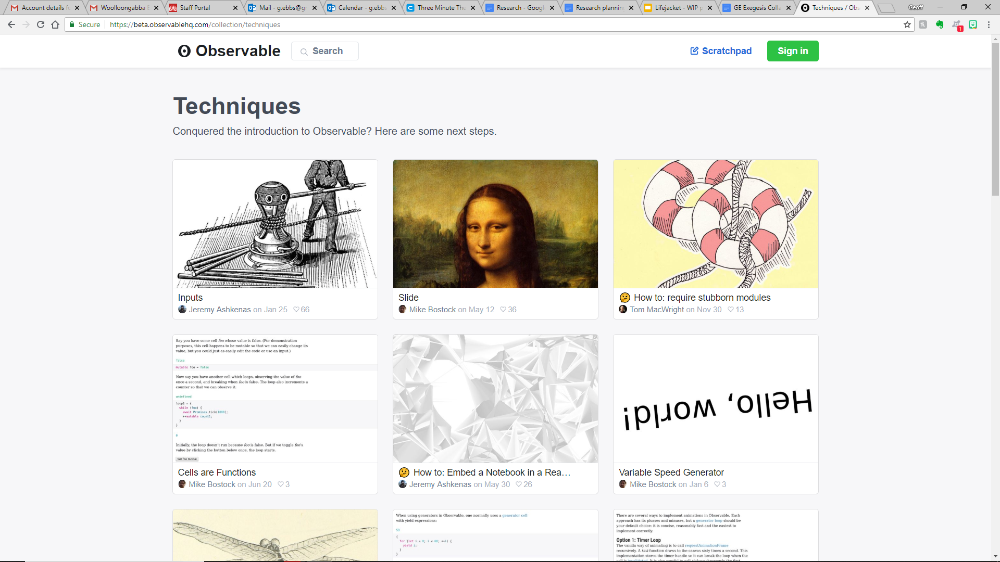 Account details fo
Woolloongabba E
Staff Portal
Mail - g.ebbs@gr
Calendar - g.ebbs
Three Minute The
Research - Googl
Research planning
Lifejacket - WIP p
GE Exegesis Colla
Techniques / Obs
Geoff
Secure
https://beta.observablehq.com/collection/techniques
1
Observable
Search
Scratchpad
Sign in
Techniques
Conquered the introduction to Observable? Here are some next steps.
Inputs
Jeremy Ashkenas on Jan 25 ♡66
Slide
Mike Bostock on May 12 ♡36
How to: require stubborn modules
Tom MacWright on Nov 30 ♡13
Say you have some cell foo whose value is false. (For demonstration
purposes, this cell happens to be mutable so that we can easily change its
value, but you could just as easily edit the code or use an input.)
false
mutable foo = false
Now say you have another cell which loops, observing the value of foo
once a second, and breaking when foo is false. The loop also increments a
counter so that we can observe it.
undefined
loop1 = {
while (foo) {
await Promises.tick(1000);
++mutable count1;
}
}
0
Initially, the loop doesn't run because foo is false. But if we toggle foo's
value by clicking the button below once, the loop starts.
Set foo to true
Cells are Functions
Mike Bostock on Jun 20 ♡3
How to: Embed a Notebook in a Rea…
Jeremy Ashkenas on May 30 ♡26
Hello, world!
Variable Speed Generator
Mike Bostock on Jan 6 ♡3
When using generators in Observable, one normally uses a generator cell
with yield expressions:
59
{
for (let i = 0; i < 60; ++i) {
yield i;
}
}
There are several ways to implement animations in Observable. Each
approach has its plusses and minuses, but a generator loop should be
your default choice: it is concise, reasonably fast and the easiest to
implement correctly.
Option 1: Timer Loop
The vanilla way of animating is to call requestAnimationFrame
recursively. A tick function draws to the canvas sixty times a second. This
implementation stores the timer handle so it can break the loop when the